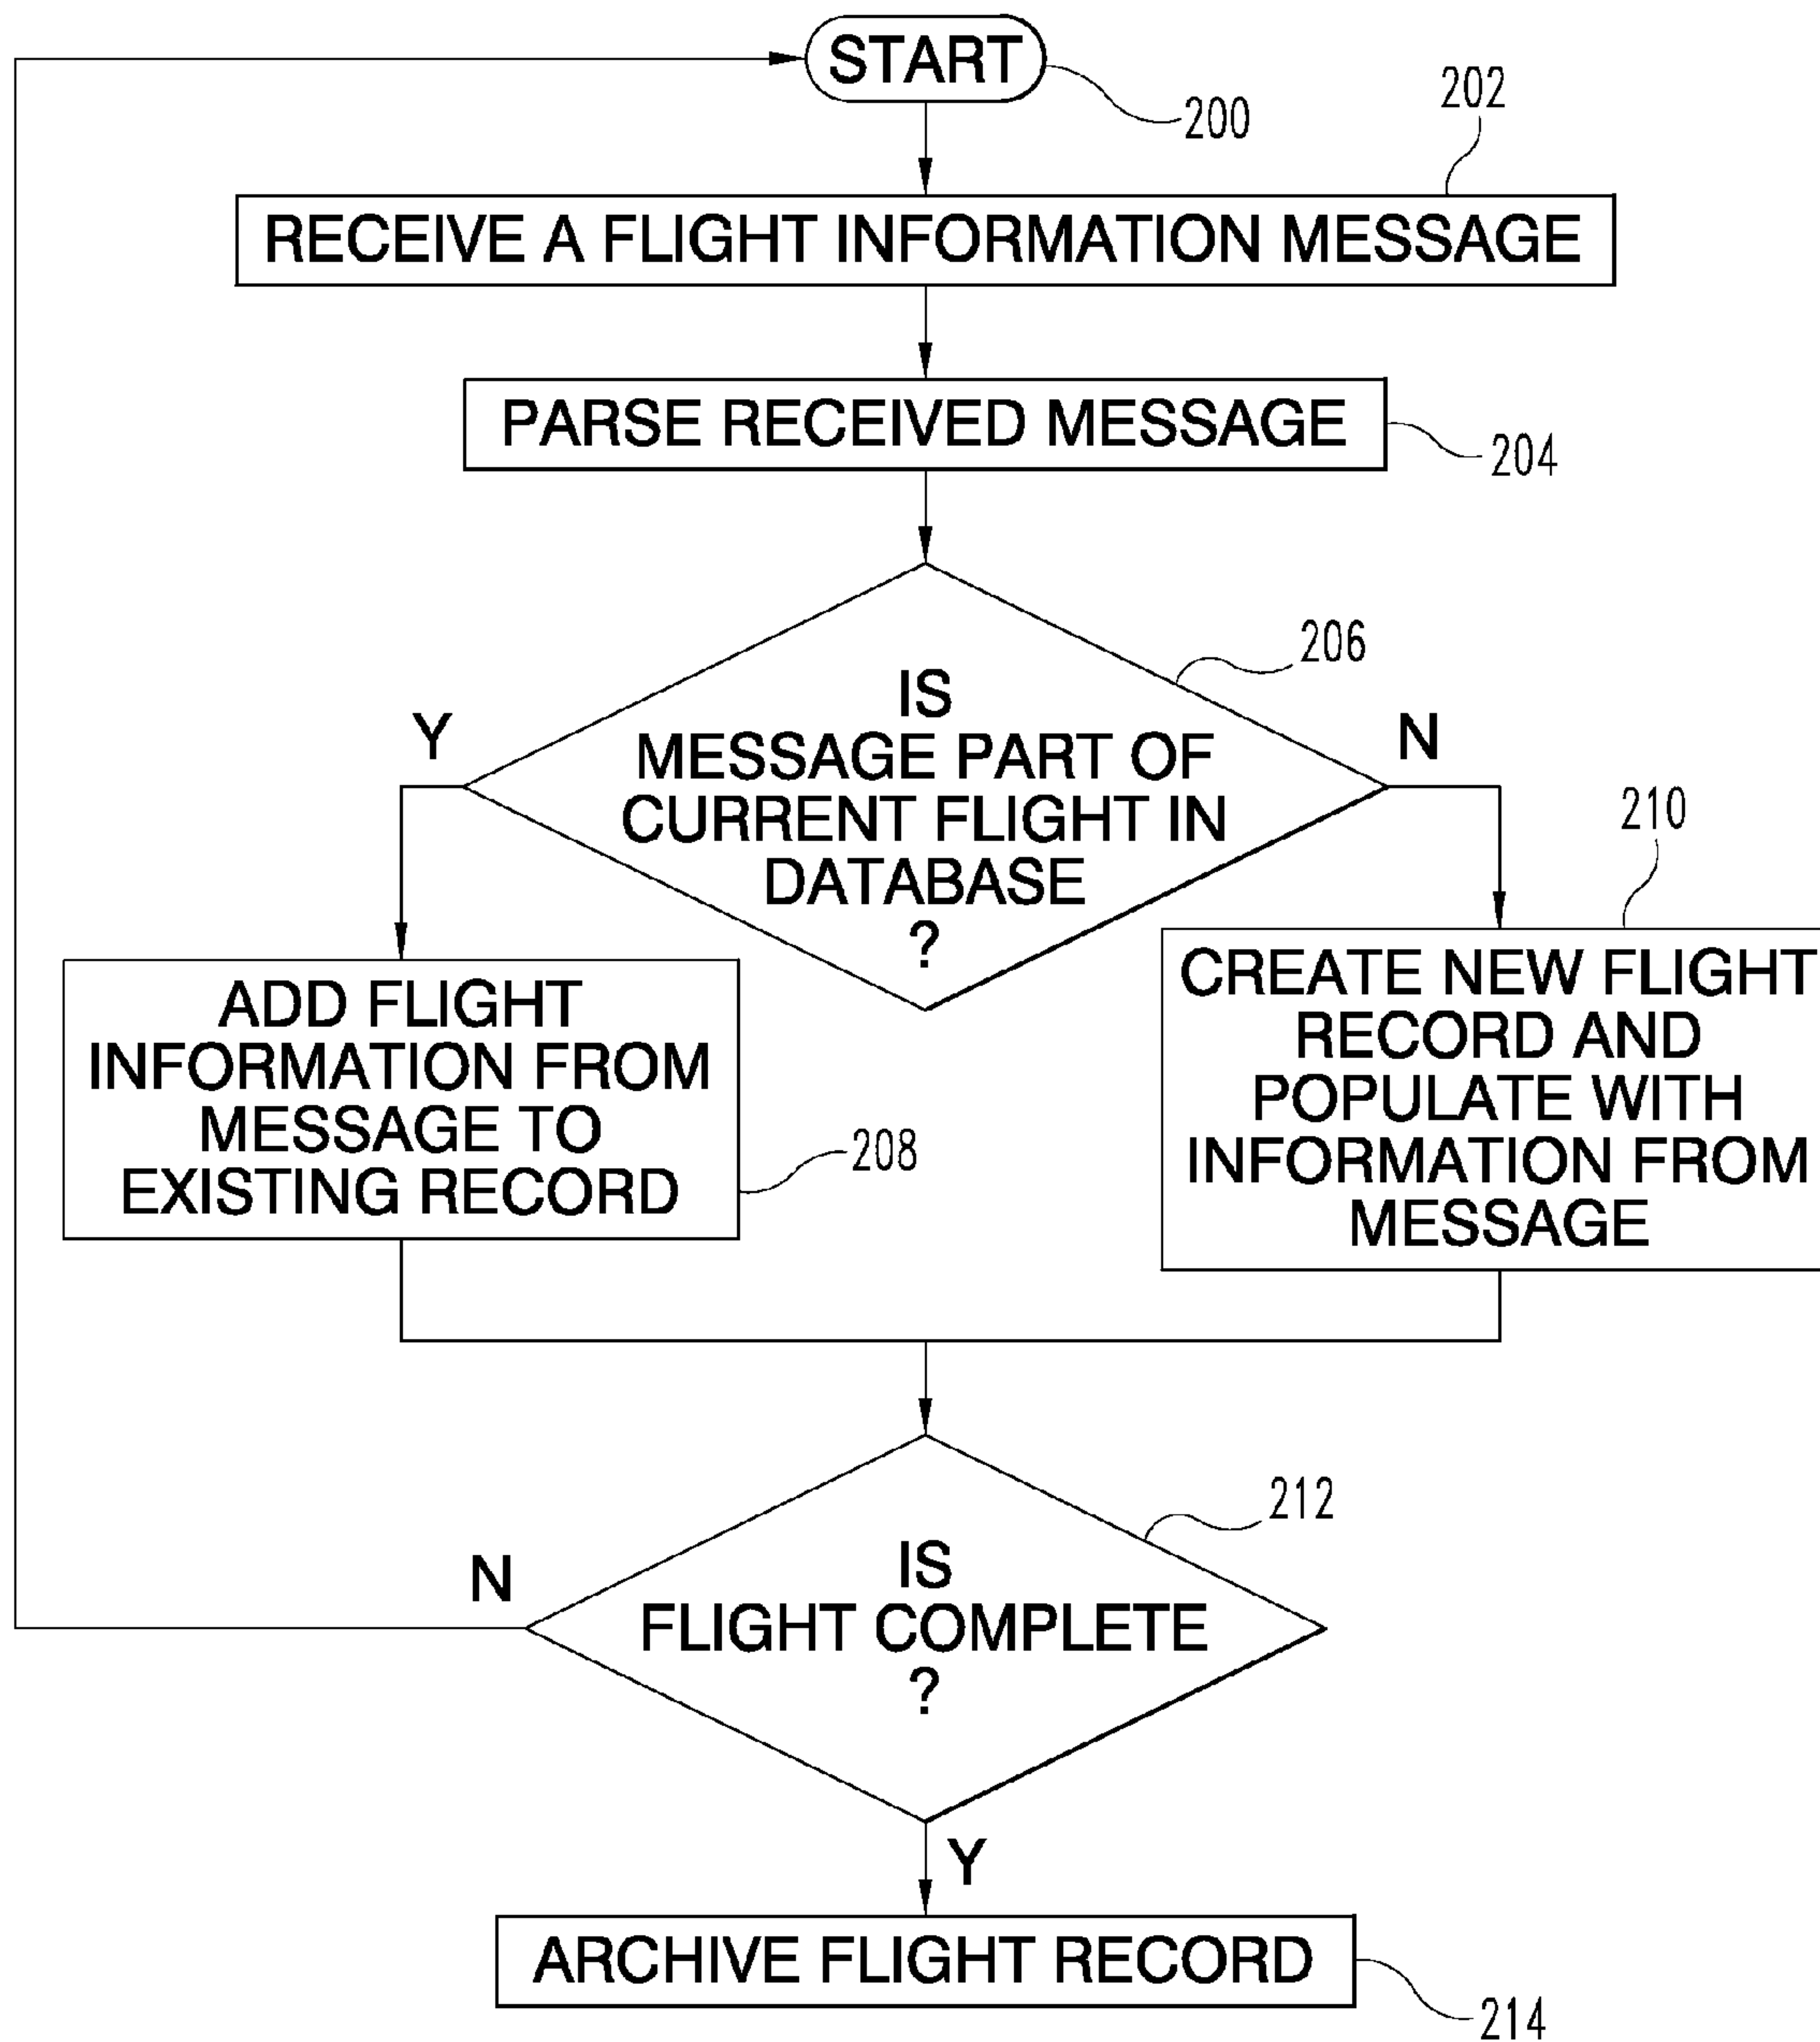 START
200
202
RECEIVE A FLIGHT INFORMATION MESSAGE
PARSE RECEIVED MESSAGE
204
206
IS
MESSAGE PART OF
CURRENT FLIGHT IN
DATABASE
?
Y
N
210
ADD FLIGHT
INFORMATION FROM
MESSAGE TO
EXISTING RECORD
208
CREATE NEW FLIGHT
RECORD AND
POPULATE WITH
INFORMATION FROM
MESSAGE
212
IS
FLIGHT COMPLETE
?
N
Y
ARCHIVE FLIGHT RECORD
214